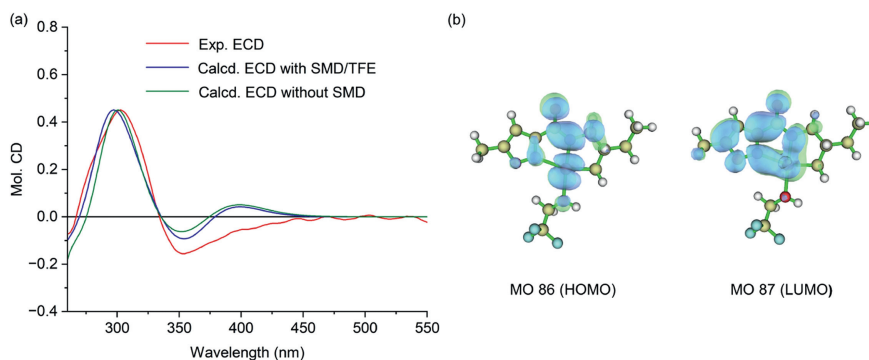 (a)
0.8
0.6
0.4
0.2
0.0
−0.2
−0.4
Mol. CD
Exp. ECD
Calcd. ECD with SMD/TFE
Calcd. ECD without SMD
300
350
400
450
500
550
Wavelength (nm)
(b)
MO 86 (HOMO)
MO 87 (LUMO)